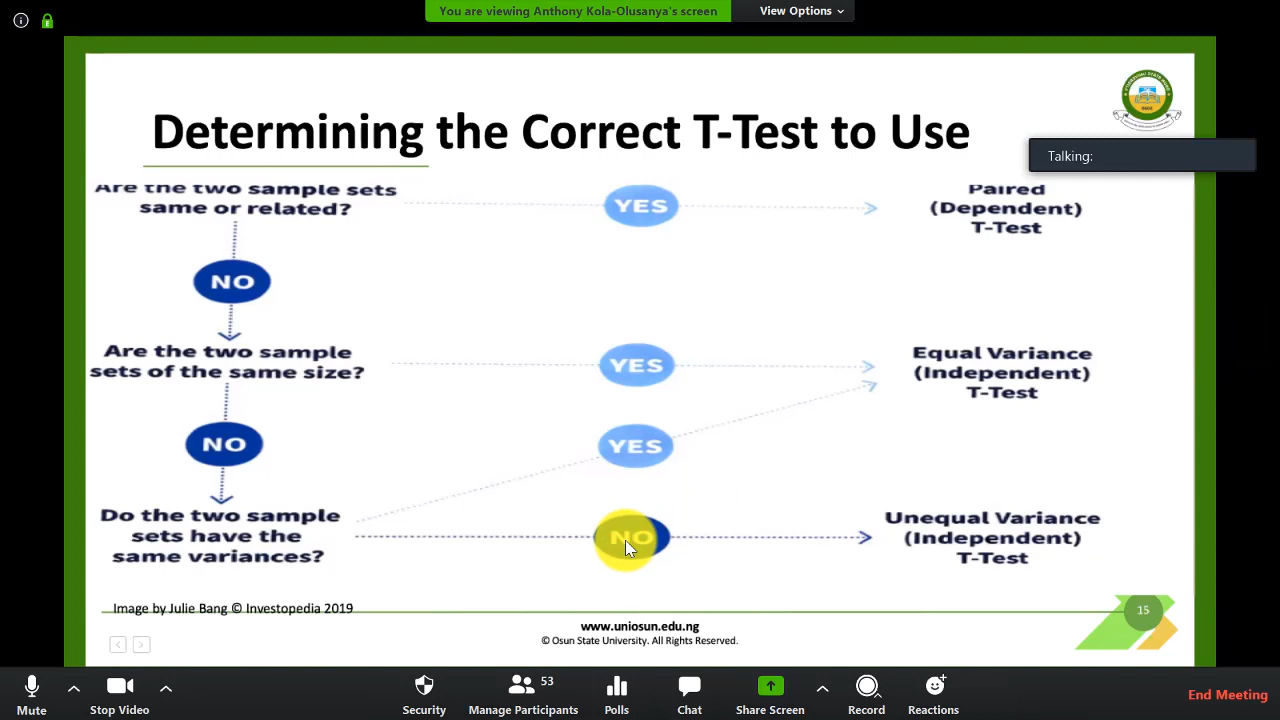 You are viewing Anthony Kola-Olusanya's screen
View Options
Determining the Correct T-Test to Use
Talking:
Are the two sample sets
same or related?
YES
Paired
(Dependent)
T-Test
NO
Are the two sample
sets of the same size?
YES
Equal Variance
(Independent)
T-Test
NO
YES
Do the two sample
sets have the
same variances?
NO
Unequal Variance
(Independent)
T-Test
Image by Julie Bang © Investopedia 2019
15
www.uniosun.edu.ng
© Osun State University. All Rights Reserved.
Mute
Stop Video
Security
53
Manage Participants
Polls
Chat
Share Screen
Record
Reactions
End Meeting